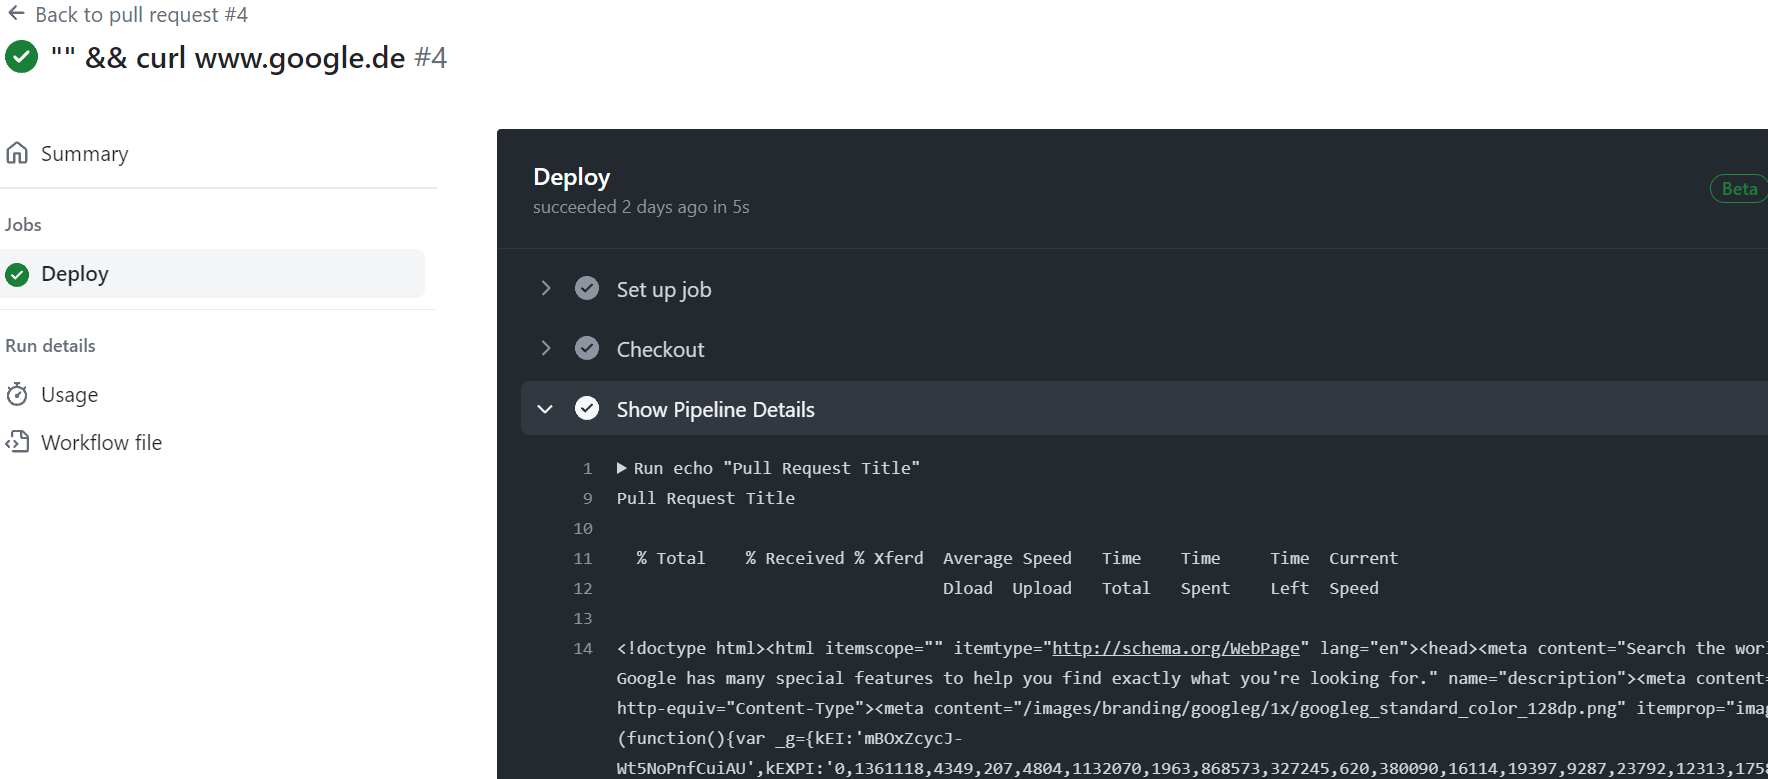 Back to pull request #4
"" && curl www.google.de #4
Summary
Jobs
Deploy
Run details
Usage
Workflow file
Deploy
succeeded 2 days ago in 5s
Beta
Set up job
Checkout
Show Pipeline Details
1 Run echo "Pull Request Title"
9 Pull Request Title
10
11 % Total % Received % Xferd Average Speed Time Time Time Current
12 Dload Upload Total Spent Left Speed
13
14 <!doctype html><html itemscope="" itemtype="http://schema.org/WebPage" lang="en"><head><meta content="Search the worl
Google has many special features to help you find exactly what you're looking for." name="description"><meta content=
http-equiv="Content-Type"><meta content="/images/branding/googleg/1x/googleg_standard_color_128dp.png" itemprop="imag
(function(){var _g={kEI:'mBOxZcycJ-
Wt5NoPnfCuiAU',kEXPI:'0,1361118,4349,207,4804,1132070,1963,868573,327245,620,380090,16114,19397,9287,23792,12313,1758